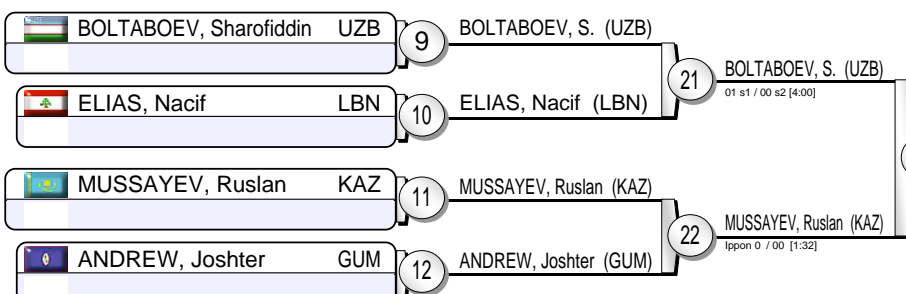 BOLTABOEV, Sharofiddin UZB
9
BOLTABOEV, S. (UZB)
21
BOLTABOEV, S. (UZB)
01 s1 / 00 s2 [4:00]
ELIAS, Nacif LBN
10
ELIAS, Nacif (LBN)
MUSSAYEV, Ruslan KAZ
11
MUSSAYEV, Ruslan (KAZ)
22
MUSSAYEV, Ruslan (KAZ)
Ippon 0 / 00 [1:32]
ANDREW, Joshter GUM
12
ANDREW, Joshter (GUM)